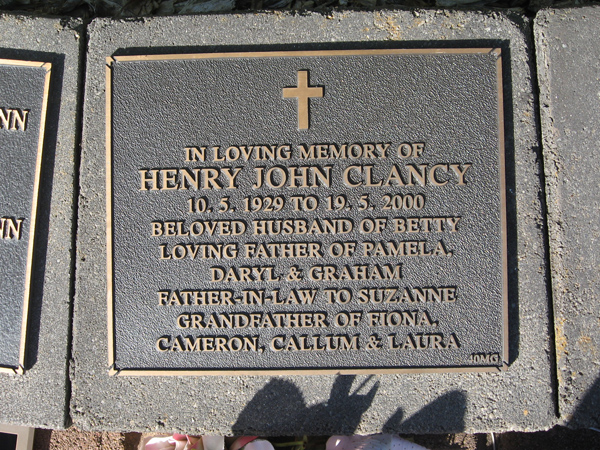 IN LOVING MEMORY OF
HENRY JOHN CLANCY
10. 5. 1929 TO 19. 5. 2000
BELOVED HUSBAND OF BETTY
LOVING FATHER OF PAMELA,
DARYL & GRAHAM
FATHER-IN-LAW TO SUZANNE
GRANDFATHER OF FIONA,
CAMERON, CALLUM & LAURA